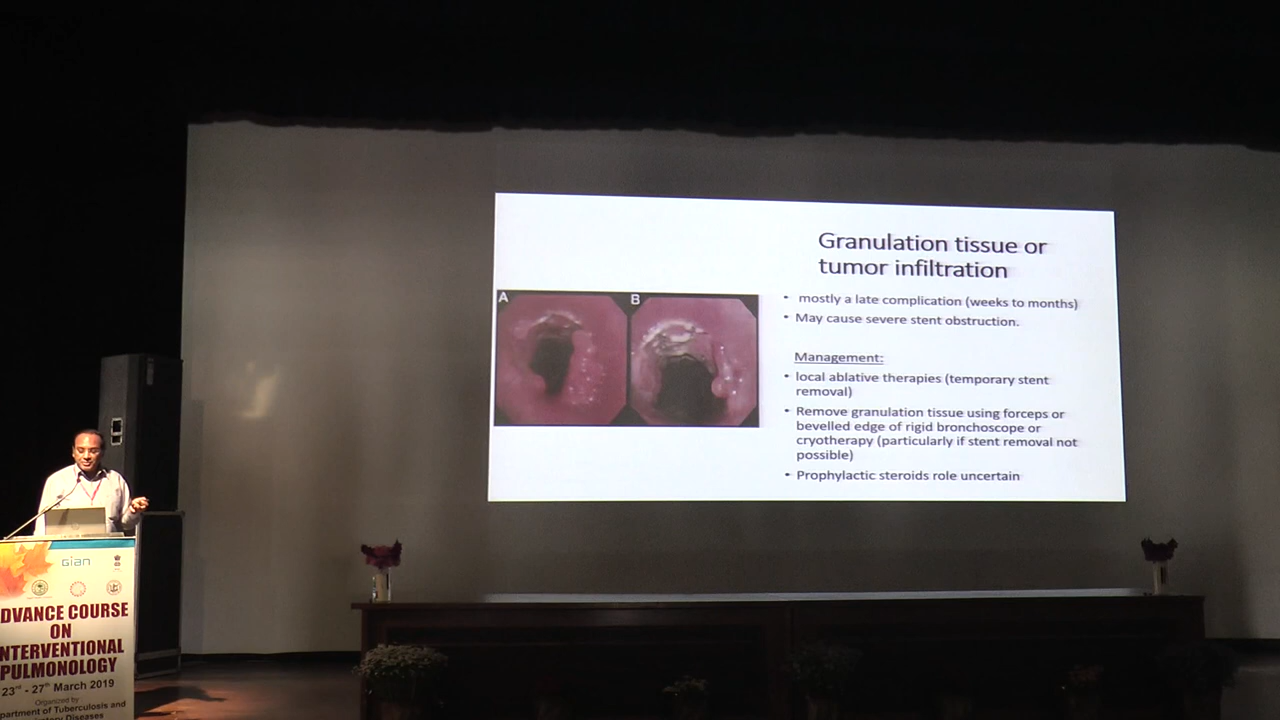 Granulation tissue or
tumor infiltration
• mostly a late complication (weeks to months)
• May cause severe stent obstruction.
Management:
• local ablative therapies (temporary stent
removal)
• Remove granulation tissue using forceps or
bevelled edge of rigid bronchoscope or
cryotherapy (particularly if stent removal not
possible)
• Prophylactic steroids role uncertain
A
B
GIAN
DVANCE COURSE
ON
NTERVENTIONAL
PULMONOLOGY
23rd - 27th March 2019
Organized by
partment of Tuberculosis and
Diseases